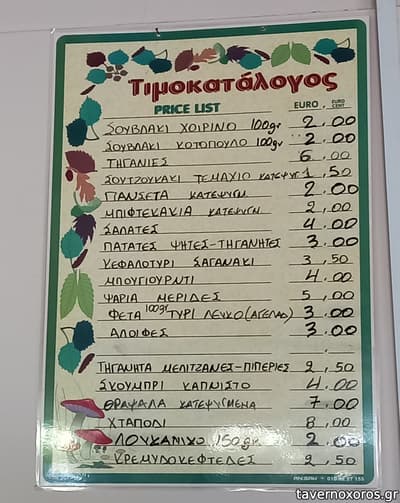 Τιμοκατάλογος
PRICE LIST EURO , EURO CENT
ΣΟΥΒΛΑΚΙ ΧΟΙΡΙΝΟ 100gr 2.00
ΣΟΥΒΛΑΚΙ ΚΟΤΟΠΟΥΛΟ 100gr 2.00
ΤΗΓΑΝΙΕΣ 6,00
ΣΟΥΤΖΟΥΚΑΚΙ ΤΕΜΑΧΙΟ ΚΑΤΕΨΥΓ 1,50
ΠΑΝΣΕΤΑ ΚΑΤΕΨΥΓΜ 2,00
ΜΠΙΦΤΕΚΑΚΙΑ ΚΑΤΕΨΥΓΜ 2,00
ΣΑΛΑΤΕΣ 4.00
ΠΑΤΑΤΕΣ ΨΗΤΕΣ-ΤΗΓΑΝΗΤΕΣ 3.00
ΚΕΦΑΛΟΤΥΡΙ ΣΑΓΑΝΑΚΙ 3,50
ΜΠΟΥΓΙΟΥΡΝΤΙ 4.00
ΨΑΡΙΑ ΜΕΡΙΔΕΣ 5,00
ΦΕΤΑ 100gr ΤΥΡΙ ΛΕΥΚΟ (ΑΓΕΛΑΔ) 3.00
ΑΛΟΙΦΕΣ 3.00
ΤΗΓΑΝΗΤΑ ΜΕΛΙΤΖΑΝΕΣ-ΠΙΠΕΡΙΕΣ 2,50
ΣΚΟΥΜΠΡΙ ΚΑΠΝΙΣΤΟ 4.00
ΘΡΑΨΑΛΑ ΚΑΤΕΨΥΓΜΕΝΑ 7.00
ΧΤΑΠΟΔΙ 8,00
ΛΟΥΚΑΝΙΚΟ 150gr 2.00
ΚΡΕΜΥΔΟΚΕΦΤΕΔΕΣ 2,50
tavernoxoros.gr